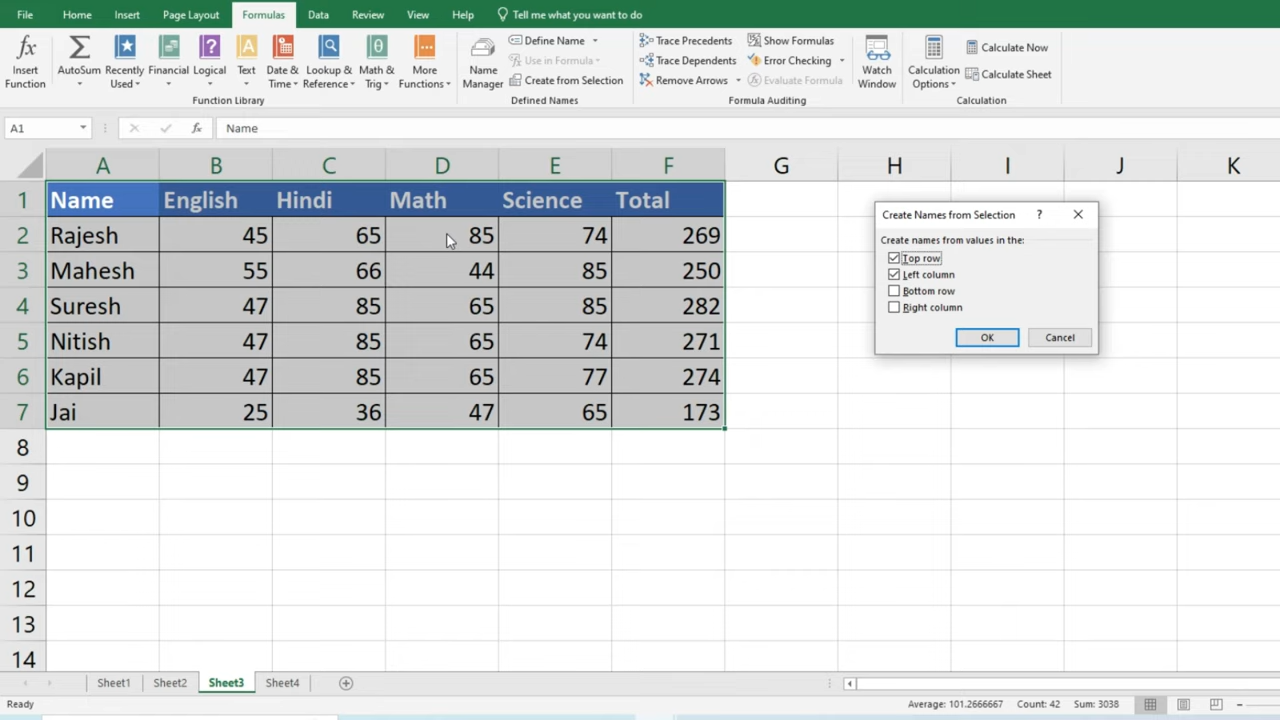 File Home Insert Page Layout Formulas Data Review View Help Tell me what you want to do
Insert Function
AutoSum
Recently Used
Financial
Logical
Text
Date & Time
Lookup & Reference
Math & Trig
More Functions
Function Library
Name Manager
Define Name
Use in Formula
Create from Selection
Defined Names
Trace Precedents
Trace Dependents
Remove Arrows
Show Formulas
Error Checking
Evaluate Formula
Formula Auditing
Watch Window
Calculation Options
Calculate Now
Calculate Sheet
Calculation
A1 fx Name
A B C D E F G H I J K
1 Name English Hindi Math Science Total
2 Rajesh 45 65 85 74 269
3 Mahesh 55 66 44 85 250
4 Suresh 47 85 65 85 282
5 Nitish 47 85 65 74 271
6 Kapil 47 85 65 77 274
7 Jai 25 36 47 65 173
8
9
10
11
12
13
14
Create Names from Selection ?
Create names from values in the:
Top row
Left column
Bottom row
Right column
OK Cancel
Sheet1 Sheet2 Sheet3 Sheet4
Ready Average: 101.2666667 Count: 42 Sum: 3038